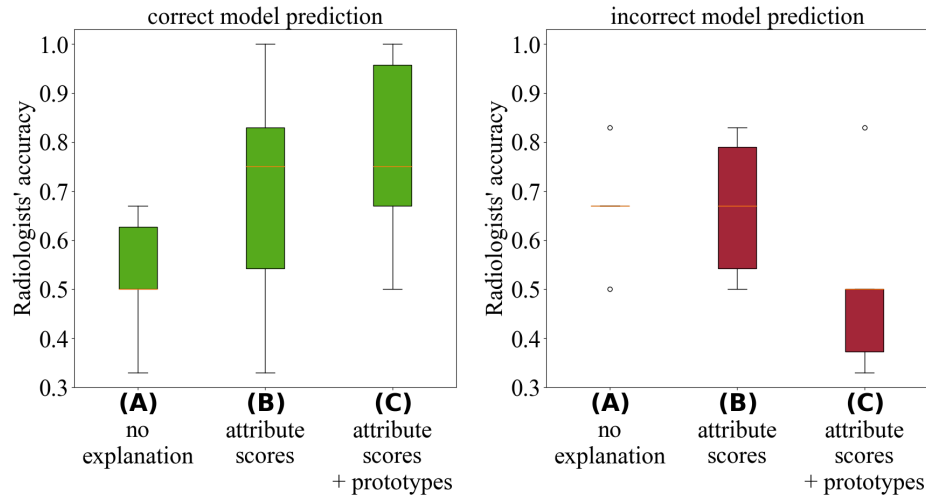 correct model prediction
Radiologists' accuracy
1.0
0.9
0.8
0.7
0.6
0.5
0.4
0.3
(A)
no
explanation
(B)
attribute
scores
(C)
attribute
scores
+ prototypes
incorrect model prediction
Radiologists' accuracy
1.0
0.9
0.8
0.7
0.6
0.5
0.4
0.3
(A)
no
explanation
(B)
attribute
scores
(C)
attribute
scores
+ prototypes